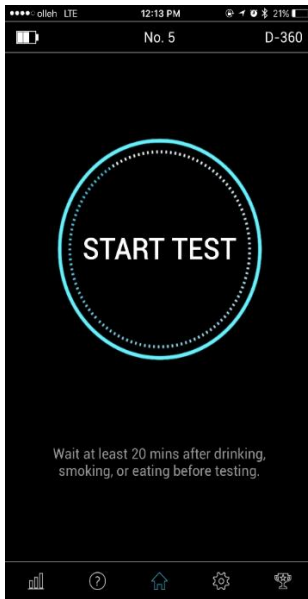 olleh LTE 12:13 PM 21%
No. 5 D-360
START TEST
Wait at least 20 mins after drinking,
smoking, or eating before testing.
?